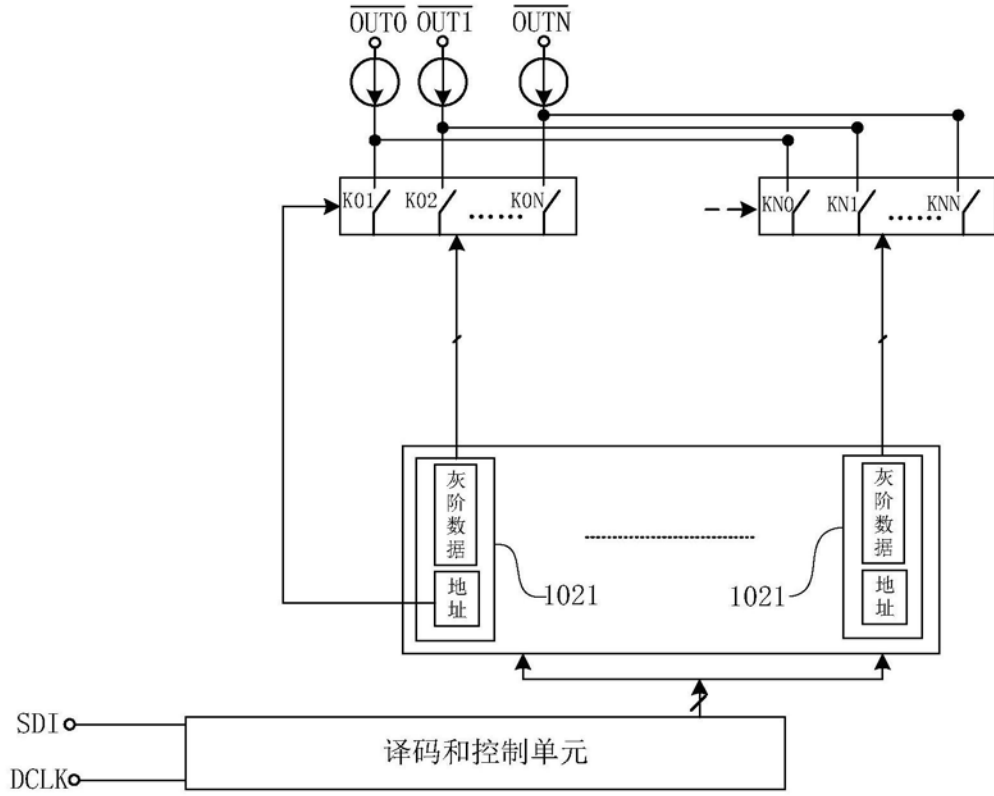 OUT0 OUT1 OUTN
K01 K02 ...... K0N
KN0 KN1 ...... KNN
灰阶数据
地址
1021
灰阶数据
地址
1021
SDI
DCLK
译码和控制单元